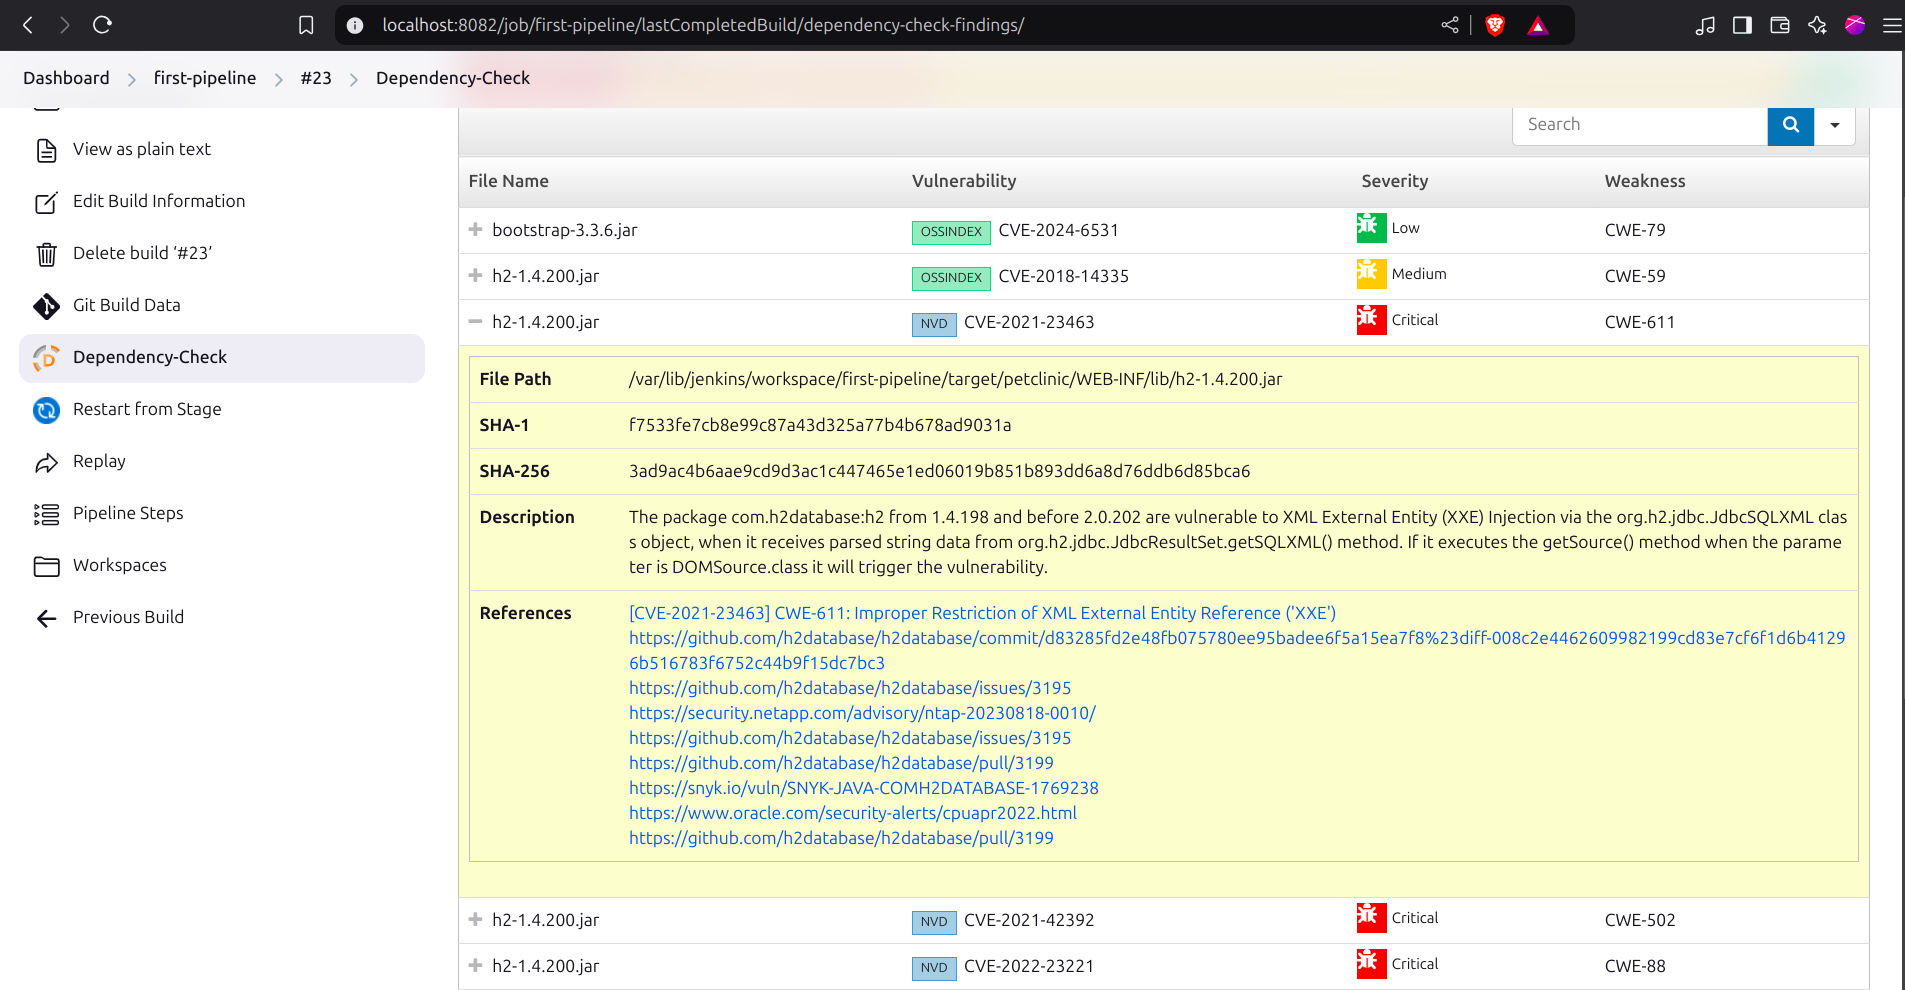 localhost:8082/job/first-pipeline/lastCompletedBuild/dependency-check-findings/
Dashboard first-pipeline #23 Dependency-Check
View as plain text
Edit Build Information
Delete build ‘#23’
Git Build Data
Dependency-Check
Restart from Stage
Replay
Pipeline Steps
Workspaces
Previous Build
Search
File Name Vulnerability Severity Weakness
bootstrap-3.3.6.jar OSSINDEX CVE-2024-6531 Low CWE-79
h2-1.4.200.jar OSSINDEX CVE-2018-14335 Medium CWE-59
h2-1.4.200.jar NVD CVE-2021-23463 Critical CWE-611
File Path /var/lib/jenkins/workspace/first-pipeline/target/petclinic/WEB-INF/lib/h2-1.4.200.jar
SHA-1 f7533fe7cb8e99c87a43d325a77b4b678ad9031a
SHA-256 3ad9ac4b6aae9cd9d3ac1c447465e1ed06019b851b893dd6a8d76ddb6d85bca6
Description The package com.h2database:h2 from 1.4.198 and before 2.0.202 are vulnerable to XML External Entity (XXE) Injection via the org.h2.jdbc.JdbcSQLXML clas
s object, when it receives parsed string data from org.h2.jdbc.JdbcResultSet.getSQLXML() method. If it executes the getSource() method when the parame
ter is DOMSource.class it will trigger the vulnerability.
References [CVE-2021-23463] CWE-611: Improper Restriction of XML External Entity Reference ('XXE')
https://github.com/h2database/h2database/commit/d83285fd2e48fb075780ee95badee6f5a15ea7f8%23diff-008c2e4462609982199cd83e7cf6f1d6b4129
6b516783f6752c44b9f15dc7bc3
https://github.com/h2database/h2database/issues/3195
https://security.netapp.com/advisory/ntap-20230818-0010/
https://github.com/h2database/h2database/issues/3195
https://github.com/h2database/h2database/pull/3199
https://snyk.io/vuln/SNYK-JAVA-COMH2DATABASE-1769238
https://www.oracle.com/security-alerts/cpuapr2022.html
https://github.com/h2database/h2database/pull/3199
h2-1.4.200.jar NVD CVE-2021-42392 Critical CWE-502
h2-1.4.200.jar NVD CVE-2022-23221 Critical CWE-88